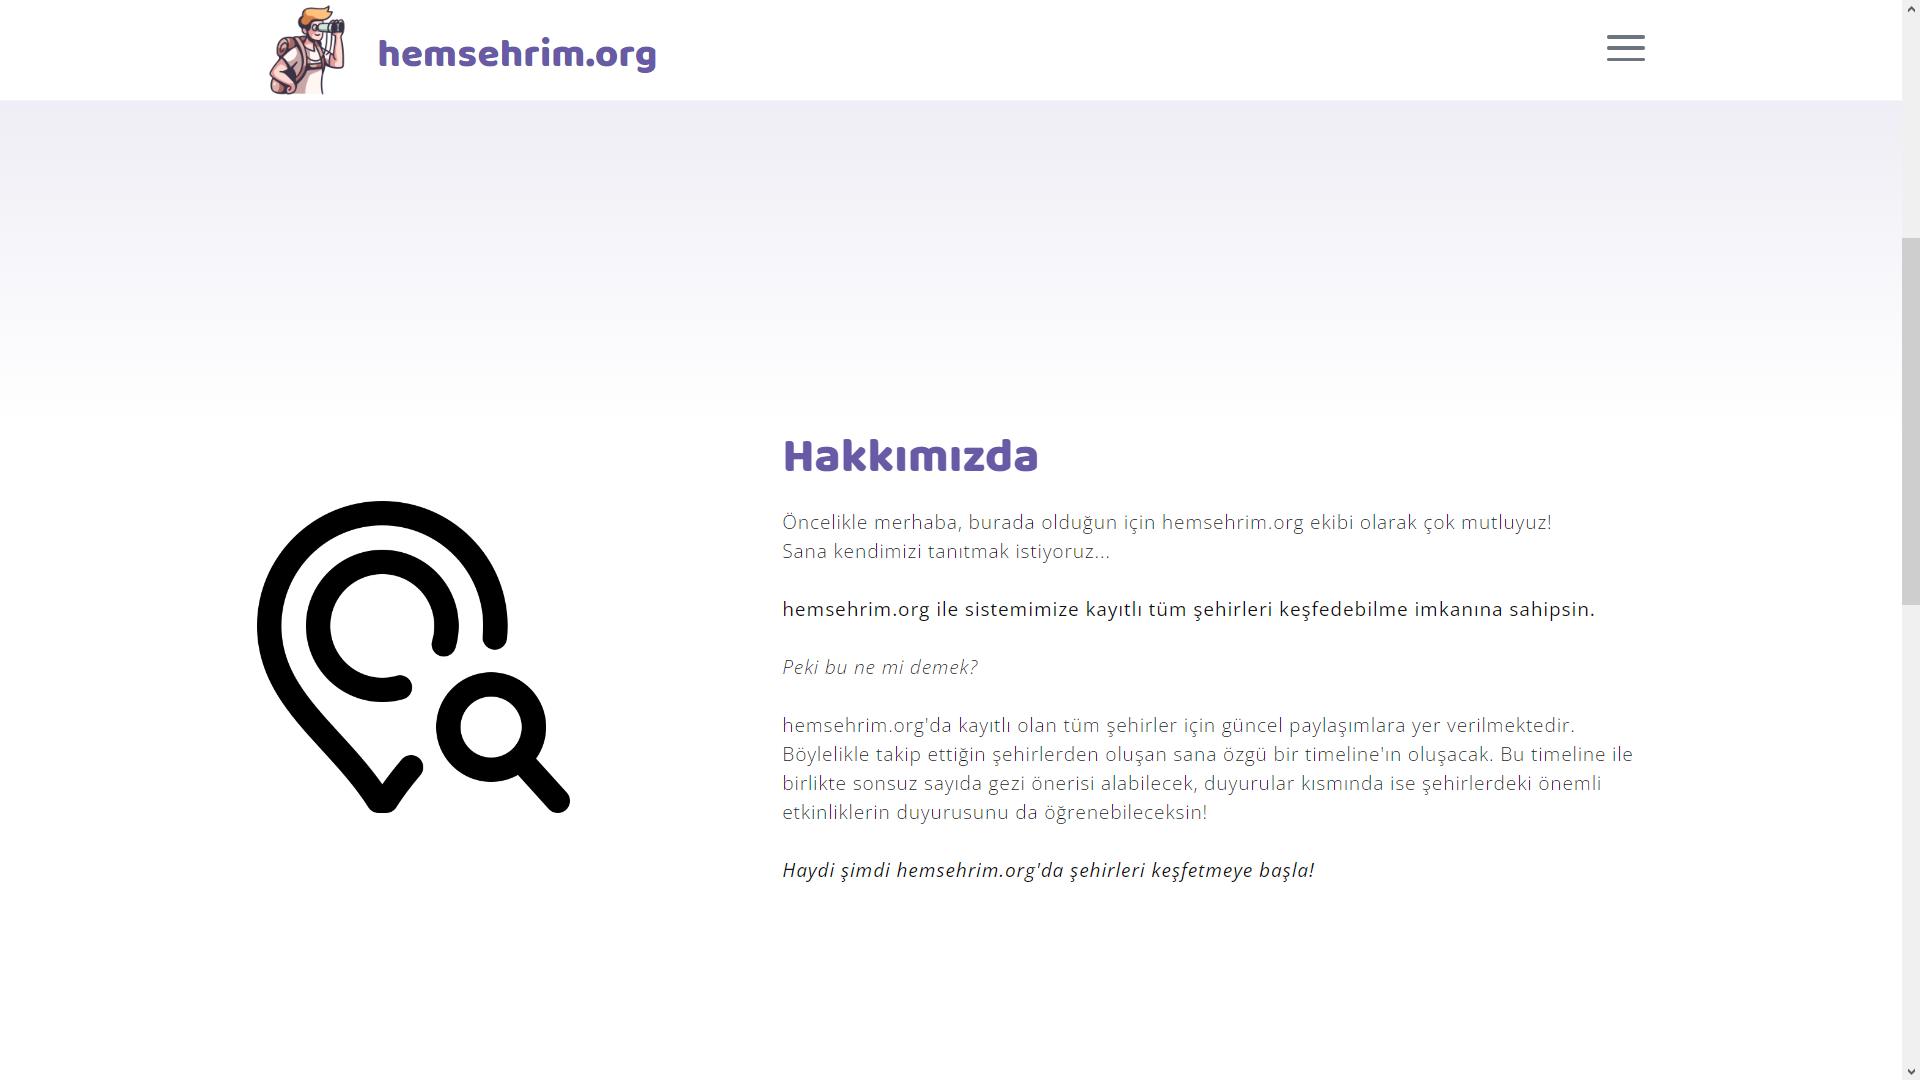 hemsehrim.org
Hakkımızda
Öncelikle merhaba, burada olduğun için hemsehrim.org ekibi olarak çok mutluyuz!
Sana kendimizi tanıtmak istiyoruz...
hemsehrim.org ile sistemimize kayıtlı tüm şehirleri keşfedebilme imkanına sahipsin.
Peki bu ne mi demek?
hemsehrim.org'da kayıtlı olan tüm şehirler için güncel paylaşımlara yer verilmektedir.
Böylelikle takip ettiğin şehirlerden oluşan sana özgü bir timeline'ın oluşacak. Bu timeline ile
birlikte sonsuz sayıda gezi önerisi alabilecek, duyurular kısmında ise şehirlerdeki önemli
etkinliklerin duyurusunu da öğrenebileceksin!
Haydi şimdi hemsehrim.org'da şehirleri keşfetmeye başla!